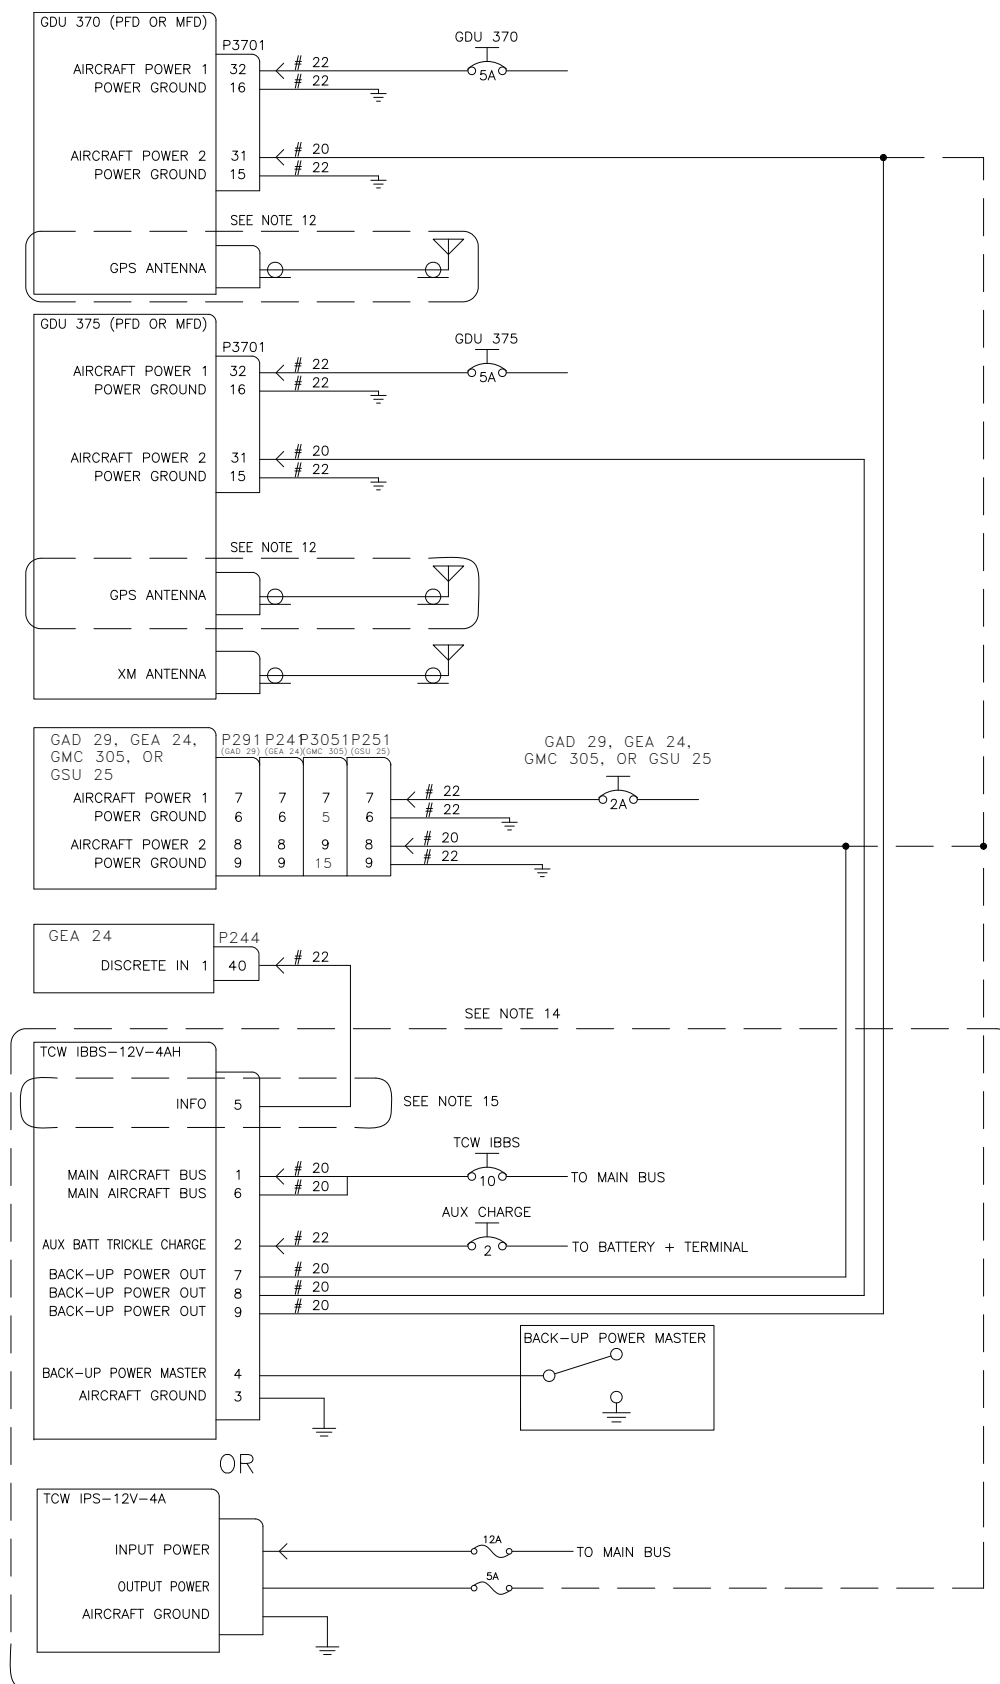 GDU 370 (PFD OR MFD)
P3701
GDU 370
AIRCRAFT POWER 1 32 # 22 5A
POWER GROUND 16 # 22
AIRCRAFT POWER 2 31 # 20
POWER GROUND 15 # 22
SEE NOTE 12
GPS ANTENNA
GDU 375 (PFD OR MFD)
P3701
GDU 375
AIRCRAFT POWER 1 32 # 22 5A
POWER GROUND 16 # 22
AIRCRAFT POWER 2 31 # 20
POWER GROUND 15 # 22
SEE NOTE 12
GPS ANTENNA
XM ANTENNA
GAD 29, GEA 24,
GMC 305, OR
GSU 25
P291 P241 P3051 P251
(GAD 29) (GEA 24) (GMC 305) (GSU 25)
GAD 29, GEA 24,
GMC 305, OR GSU 25
AIRCRAFT POWER 1 7 7 7 7 # 22 2A
POWER GROUND 6 6 5 6 # 22
AIRCRAFT POWER 2 8 8 9 8 # 20
POWER GROUND 9 9 15 9 # 22
GEA 24
P244
DISCRETE IN 1 40 # 22
SEE NOTE 14
TCW IBBS-12V-4AH
INFO 5
SEE NOTE 15
TCW IBBS
MAIN AIRCRAFT BUS 1 # 20 10 TO MAIN BUS
MAIN AIRCRAFT BUS 6 # 20
AUX CHARGE
AUX BATT TRICKLE CHARGE 2 # 22 2 TO BATTERY + TERMINAL
BACK-UP POWER OUT 7 # 20
BACK-UP POWER OUT 8 # 20
BACK-UP POWER OUT 9 # 20
BACK-UP POWER MASTER
BACK-UP POWER MASTER 4
AIRCRAFT GROUND 3
OR
TCW IPS-12V-4A
INPUT POWER 12A TO MAIN BUS
OUTPUT POWER 5A
AIRCRAFT GROUND